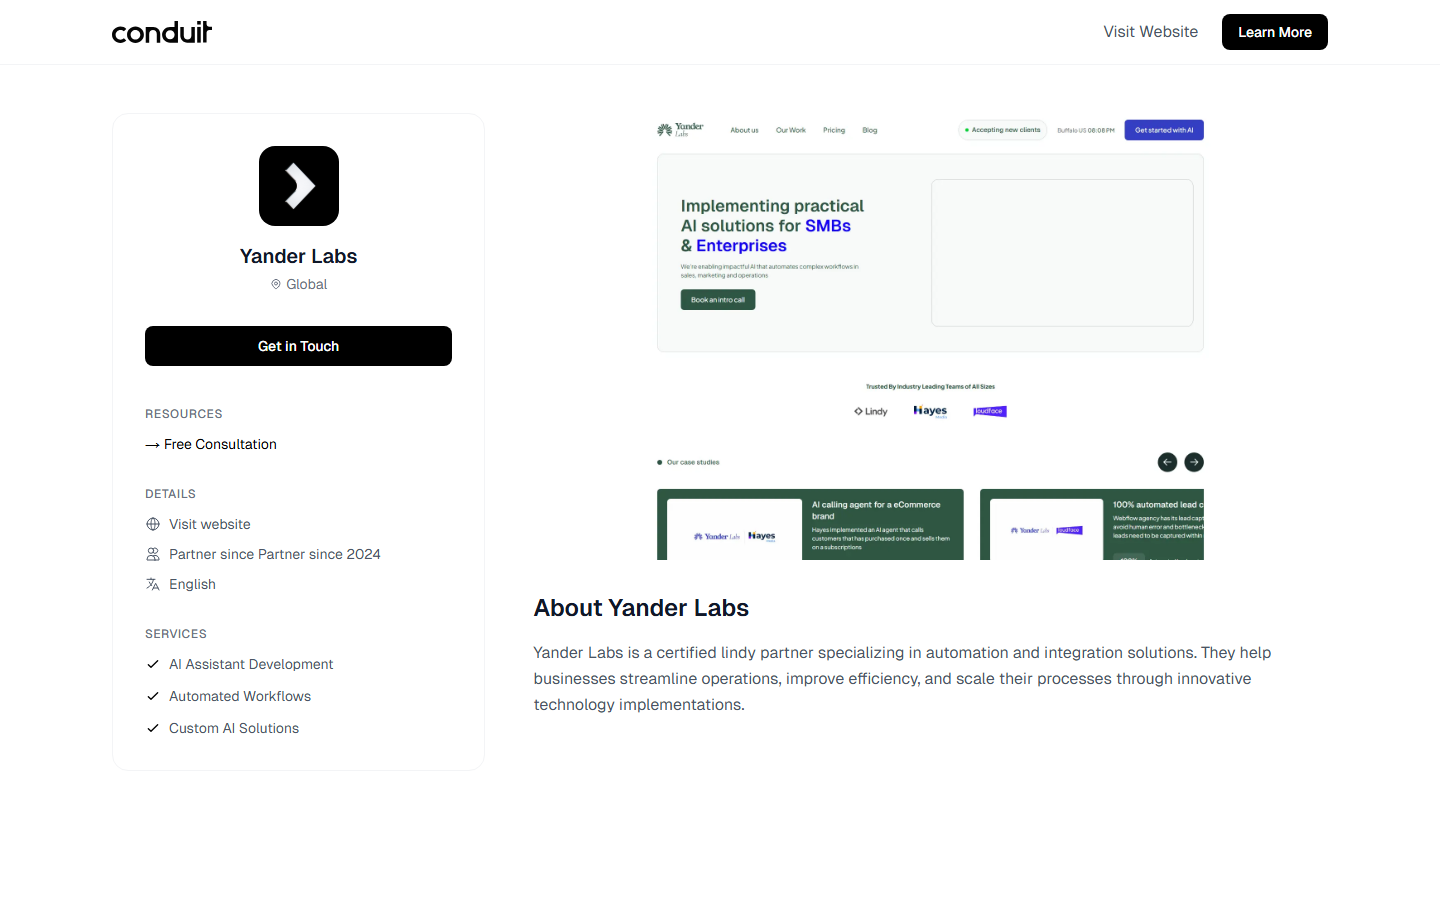 conduit
Visit Website
Learn More
Yander Labs
Global
Get in Touch
RESOURCES
→ Free Consultation
DETAILS
Visit website
Partner since Partner since 2024
English
SERVICES
AI Assistant Development
Automated Workflows
Custom AI Solutions
Yander Labs
About us
Our Work
Pricing
Blog
Accepting new clients
Buffalo US 08:08 PM
Get started with AI
Implementing practical
AI solutions for SMBs
& Enterprises
We're enabling impactful AI that automates complex workflows in
sales, marketing and operations
Book an intro call
Trusted By Industry Leading Teams of All Sizes
Lindy
Hayes
loudface
Our case studies
Yander Labs
Hayes
AI calling agent for a eCommerce
brand
Hayes implemented an AI agent that calls
customers that has purchased once and sells them
on a subscriptions
Yander Labs
loudface
100% automated lead c
Webflow agency has its lead capt
avoid human error and bottleneck
leads need to be captured within
About Yander Labs
Yander Labs is a certified lindy partner specializing in automation and integration solutions. They help
businesses streamline operations, improve efficiency, and scale their processes through innovative
technology implementations.